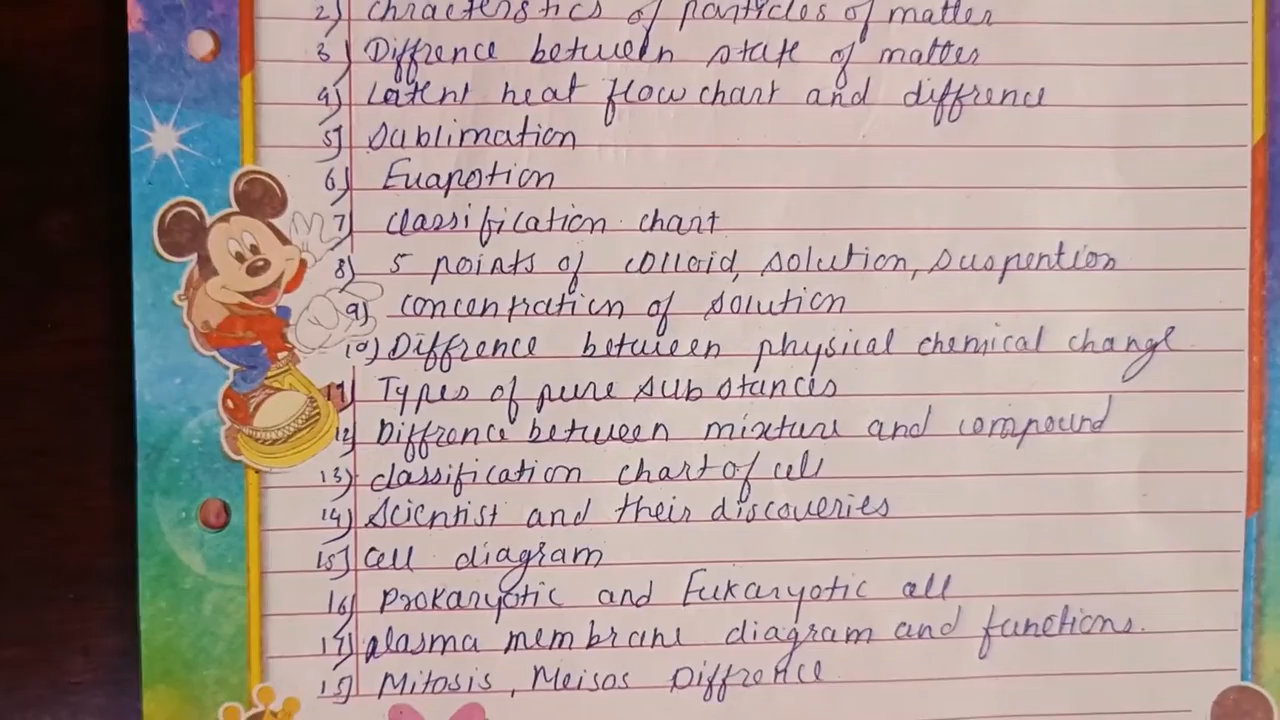 2) chracteristics of particles of matter
3) Diffrence between state of matter
4) Latent heat flow chart and diffrence
5) Sublimation
6) Euapotion
7) classification chart
8) 5 points of colloid, solution, suspention
9) concentration of solution
10) Diffrence between physical chemical change
11) Types of pure substances
12) Diffrence between mixture and compound
13) classification chart of cell
14) Scientist and their discoveries
15) cell diagram
16) Prokaryotic and Eukaryotic cell
17) plasma membrane diagram and functions.
18) Mitosis, Meisos Diffrence